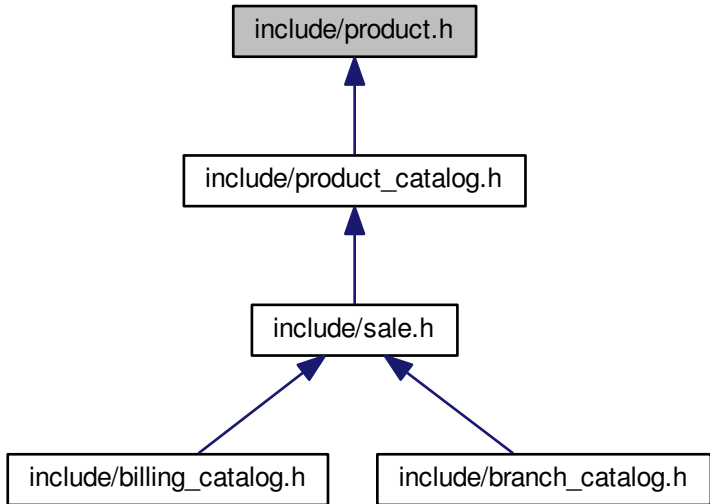 include/product.h
include/product_catalog.h
include/sale.h
include/billing_catalog.h
include/branch_catalog.h